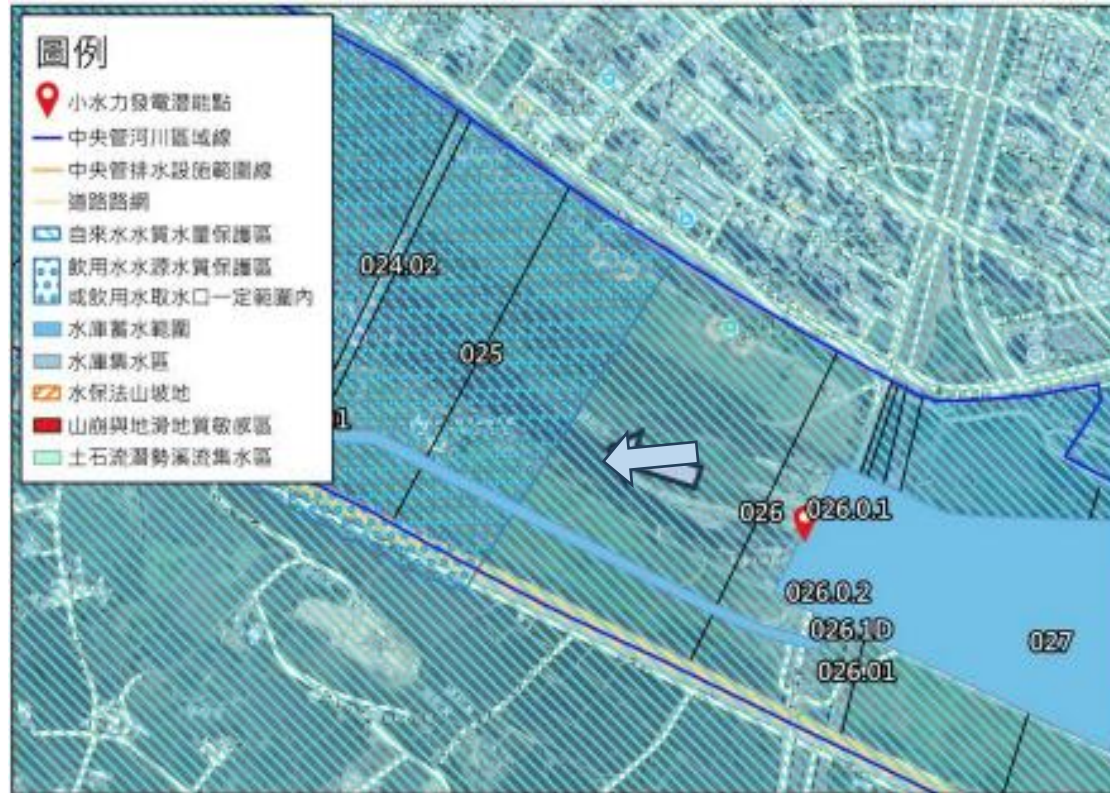 圖例
小水力發電潛能點
中央管河川區域線
中央管排水設施範圍線
道路路網
自來水水質水量保護區
飲用水水源水質保護區
或飲用水取水口一定範圍內
水庫蓄水範圍
水庫集水區
水保法山坡地
山崩與地滑地質敏感區
土石流潛勢溪流集水區
024.02
025
026
026.0.1
026.0.2
026.1D
026.01
027